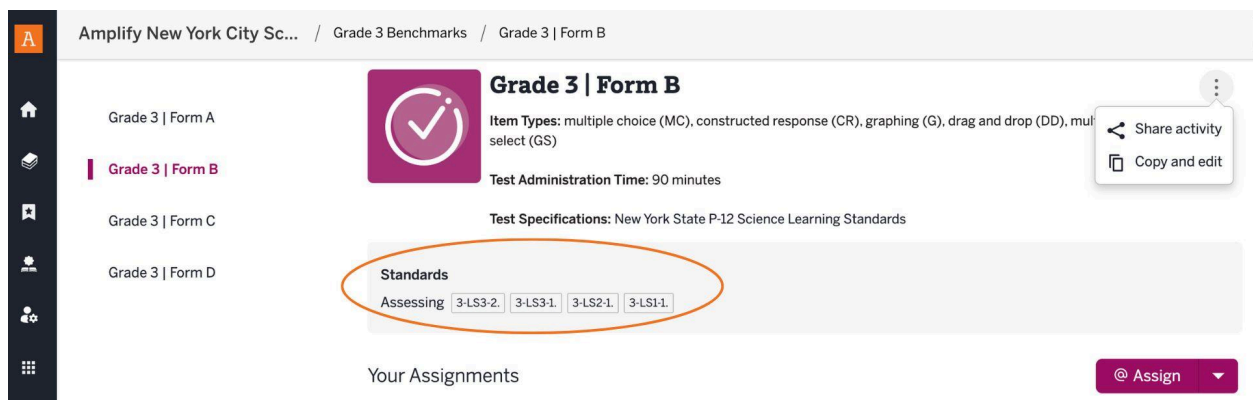 A
Amplify New York City Sc... / Grade 3 Benchmarks / Grade 3 | Form B
Grade 3 | Form A
Grade 3 | Form B
Grade 3 | Form C
Grade 3 | Form D
Grade 3 | Form B
Item Types: multiple choice (MC), constructed response (CR), graphing (G), drag and drop (DD), mul
select (GS)
Test Administration Time: 90 minutes
Test Specifications: New York State P-12 Science Learning Standards
Share activity
Copy and edit
Standards
Assessing 3-LS3-2. 3-LS3-1. 3-LS2-1. 3-LS1-1.
Your Assignments
@ Assign